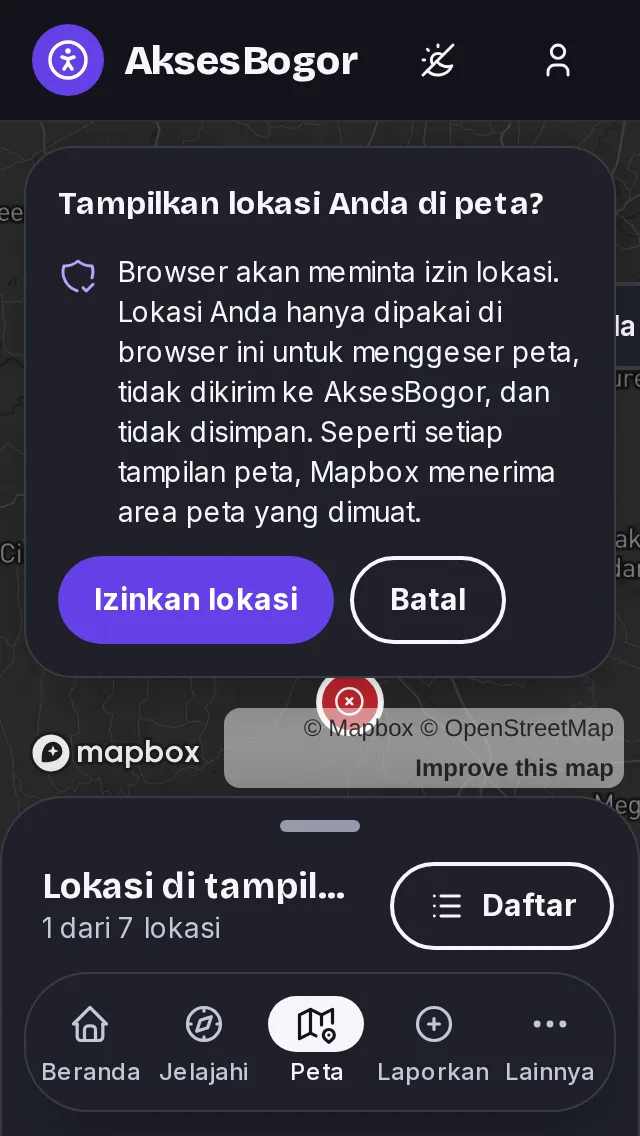 AksesBogor
Tampilkan lokasi Anda di peta?
Browser akan meminta izin lokasi.
Lokasi Anda hanya dipakai di
browser ini untuk menggeser peta,
tidak dikirim ke AksesBogor, dan
tidak disimpan. Seperti setiap
tampilan peta, Mapbox menerima
area peta yang dimuat.
Izinkan lokasi
Batal
mapbox
© Mapbox © OpenStreetMap
Improve this map
Lokasi di tampil...
1 dari 7 lokasi
Daftar
Beranda
Jelajahi
Peta
Laporkan
Lainnya